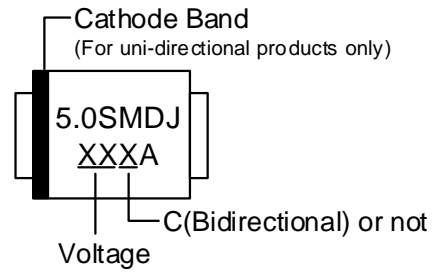 Cathode Band
(For uni-directional products only)
5.0SMDJ
XXXA
C(Bidirectional) or not
Voltage